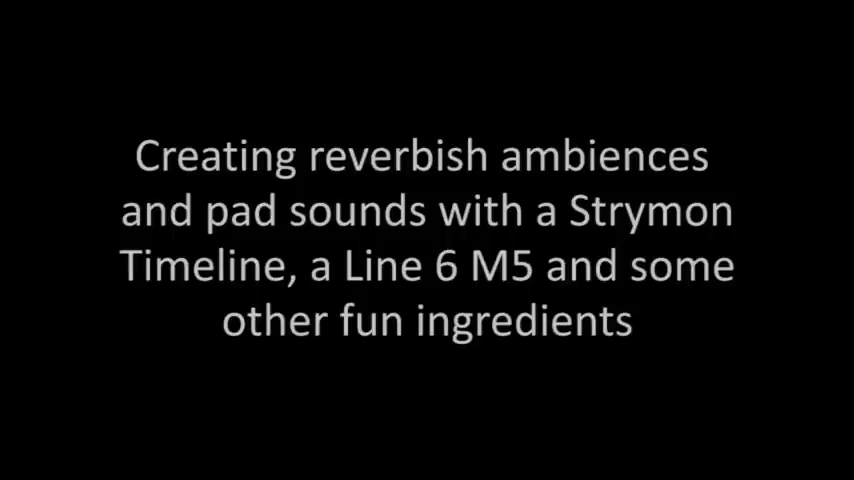 Creating reverbish ambiences
and pad sounds with a Strymon
Timeline, a Line 6 M5 and some
other fun ingredients